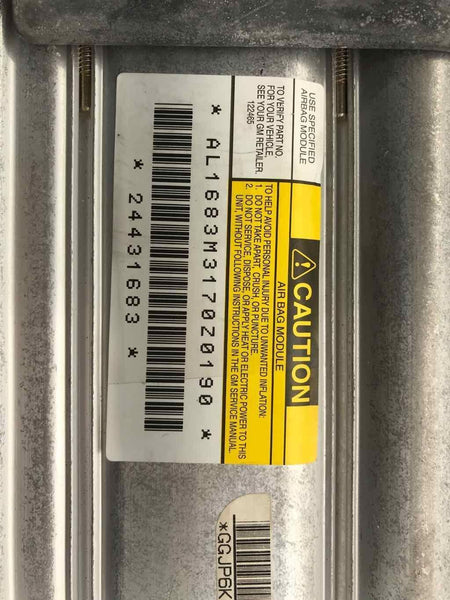 USE SPECIFIED
AIRBAG MODULE
TO VERIFY PART NO.
FOR YOUR VEHICLE,
SEE YOUR GM RETAILER.
122465
CAUTION
AIR BAG MODULE
TO HELP AVOID PERSONAL INJURY DUE TO UNWANTED INFLATION:
1. DO NOT TAKE APART, CRUSH, OR PUNCTURE.
2. DO NOT SERVICE, DISPOSE, OR APPLY HEAT OR ELECTRIC POWER TO THIS
UNIT, WITHOUT FOLLOWING INSTRUCTIONS IN THE GM SERVICE MANUAL.
* AL1683M3170Z0190 *
* 24431683 *
*GGJP6K